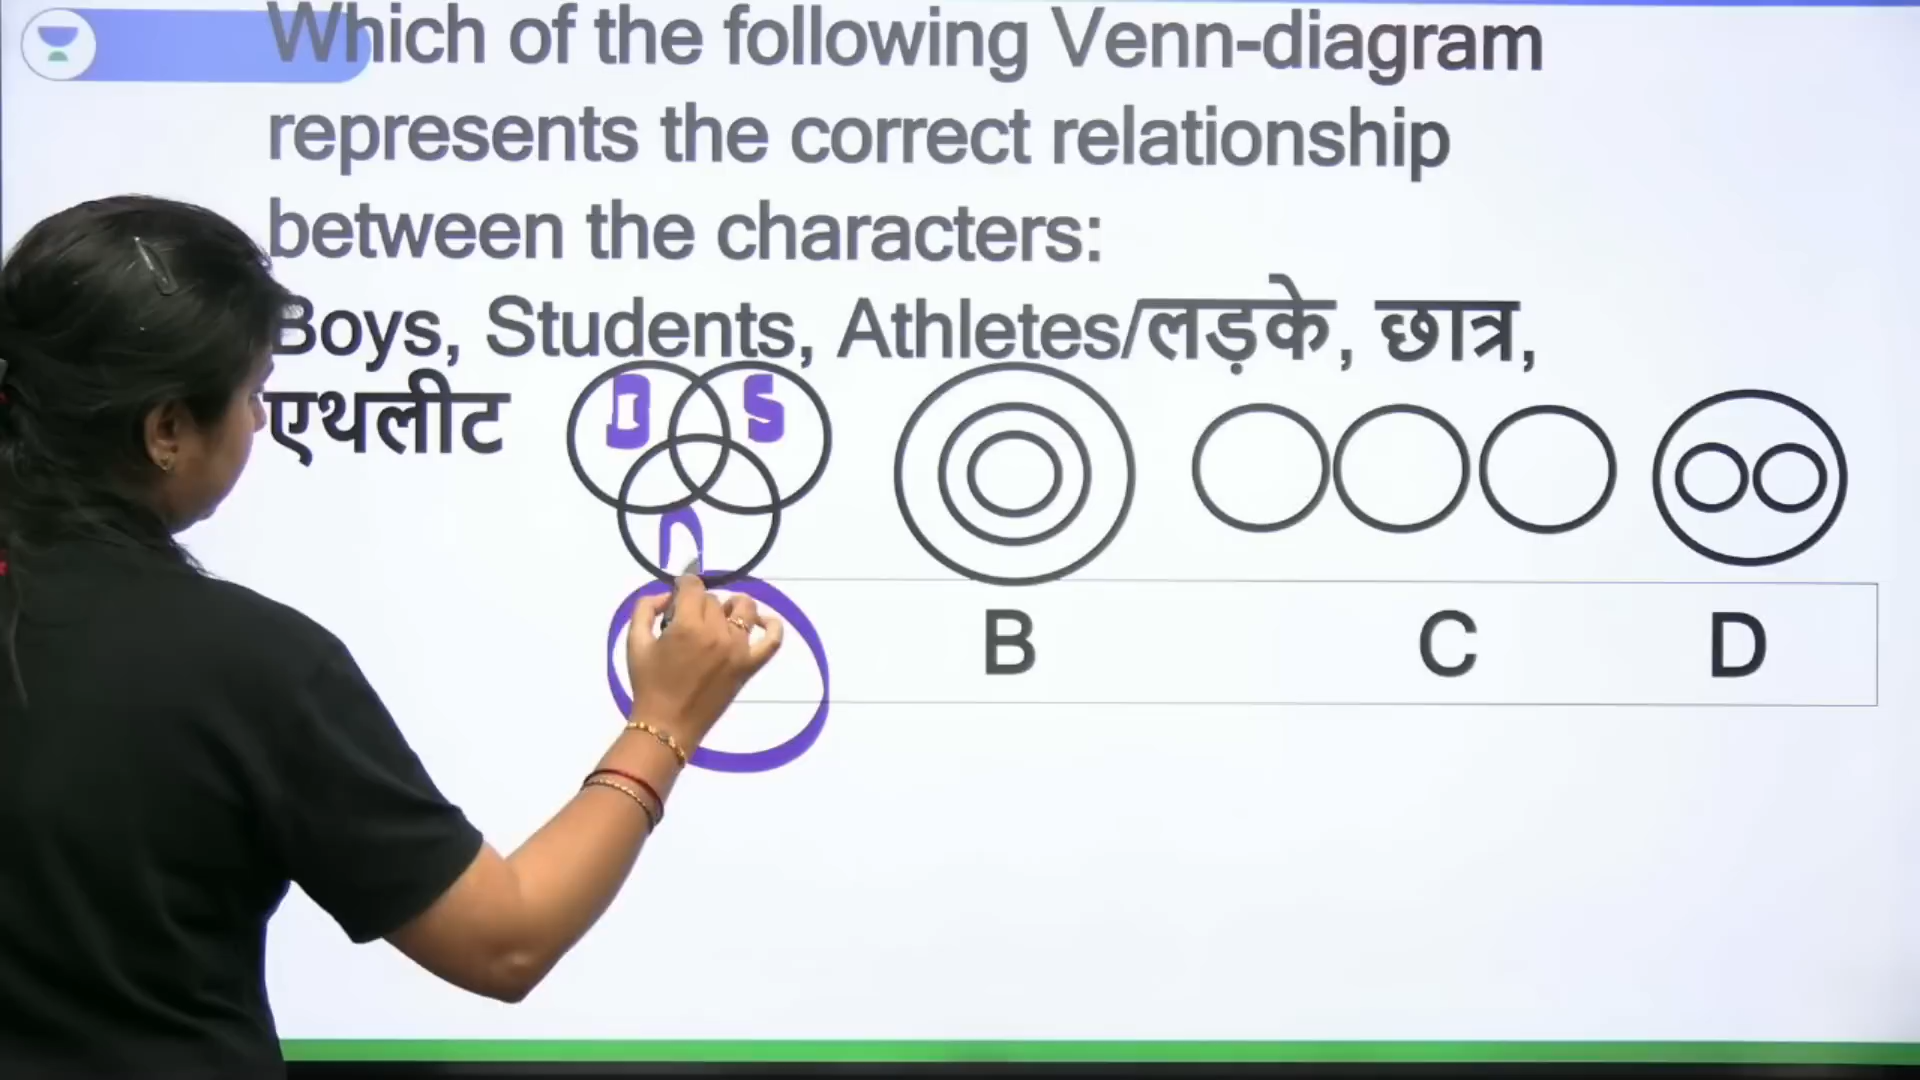 Which of the following Venn-diagram
represents the correct relationship
between the characters:
Boys, Students, Athletes/लड़के, छात्र,
एथलीट
B S
B C D